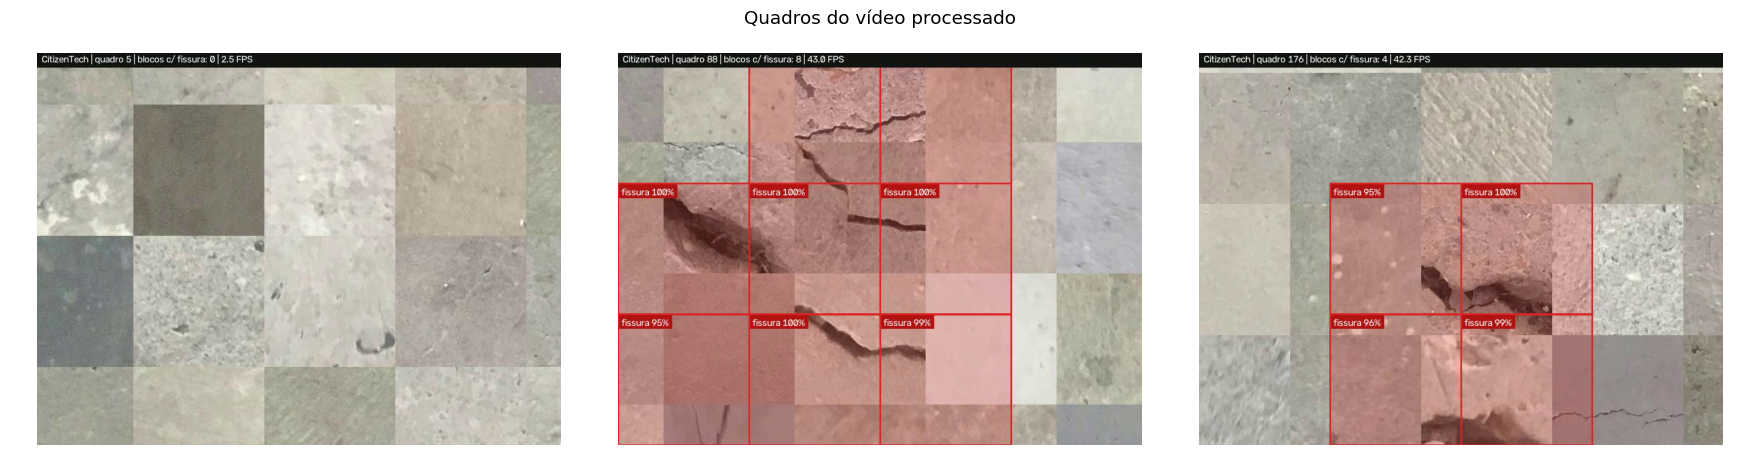 Quadros do vídeo processado
CitizenTech | quadro 5 | blocos c/ fissura: 0 | 2.5 FPS
CitizenTech | quadro 88 | blocos c/ fissura: 8 | 43.0 FPS
CitizenTech | quadro 176 | blocos c/ fissura: 4 | 42.3 FPS
fissura 100%
fissura 100%
fissura 100%
fissura 95%
fissura 100%
fissura 99%
fissura 95%
fissura 100%
fissura 96%
fissura 99%